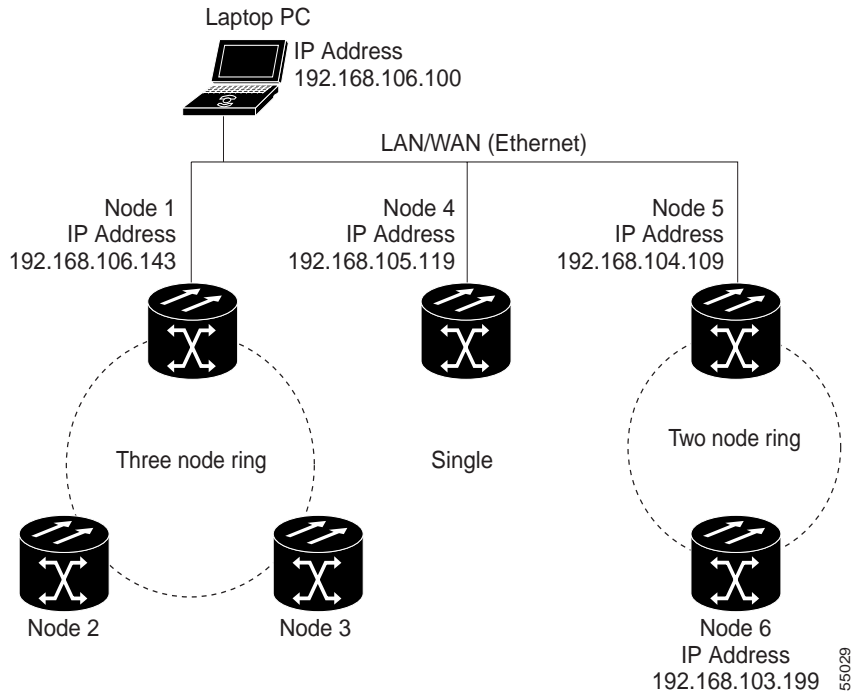 Laptop PC
IP Address
192.168.106.100
LAN/WAN (Ethernet)
Node 1
IP Address
192.168.106.143
Node 4
IP Address
192.168.105.119
Node 5
IP Address
192.168.104.109
Three node ring
Single
Two node ring
Node 2
Node 3
Node 6
IP Address
192.168.103.199
55029